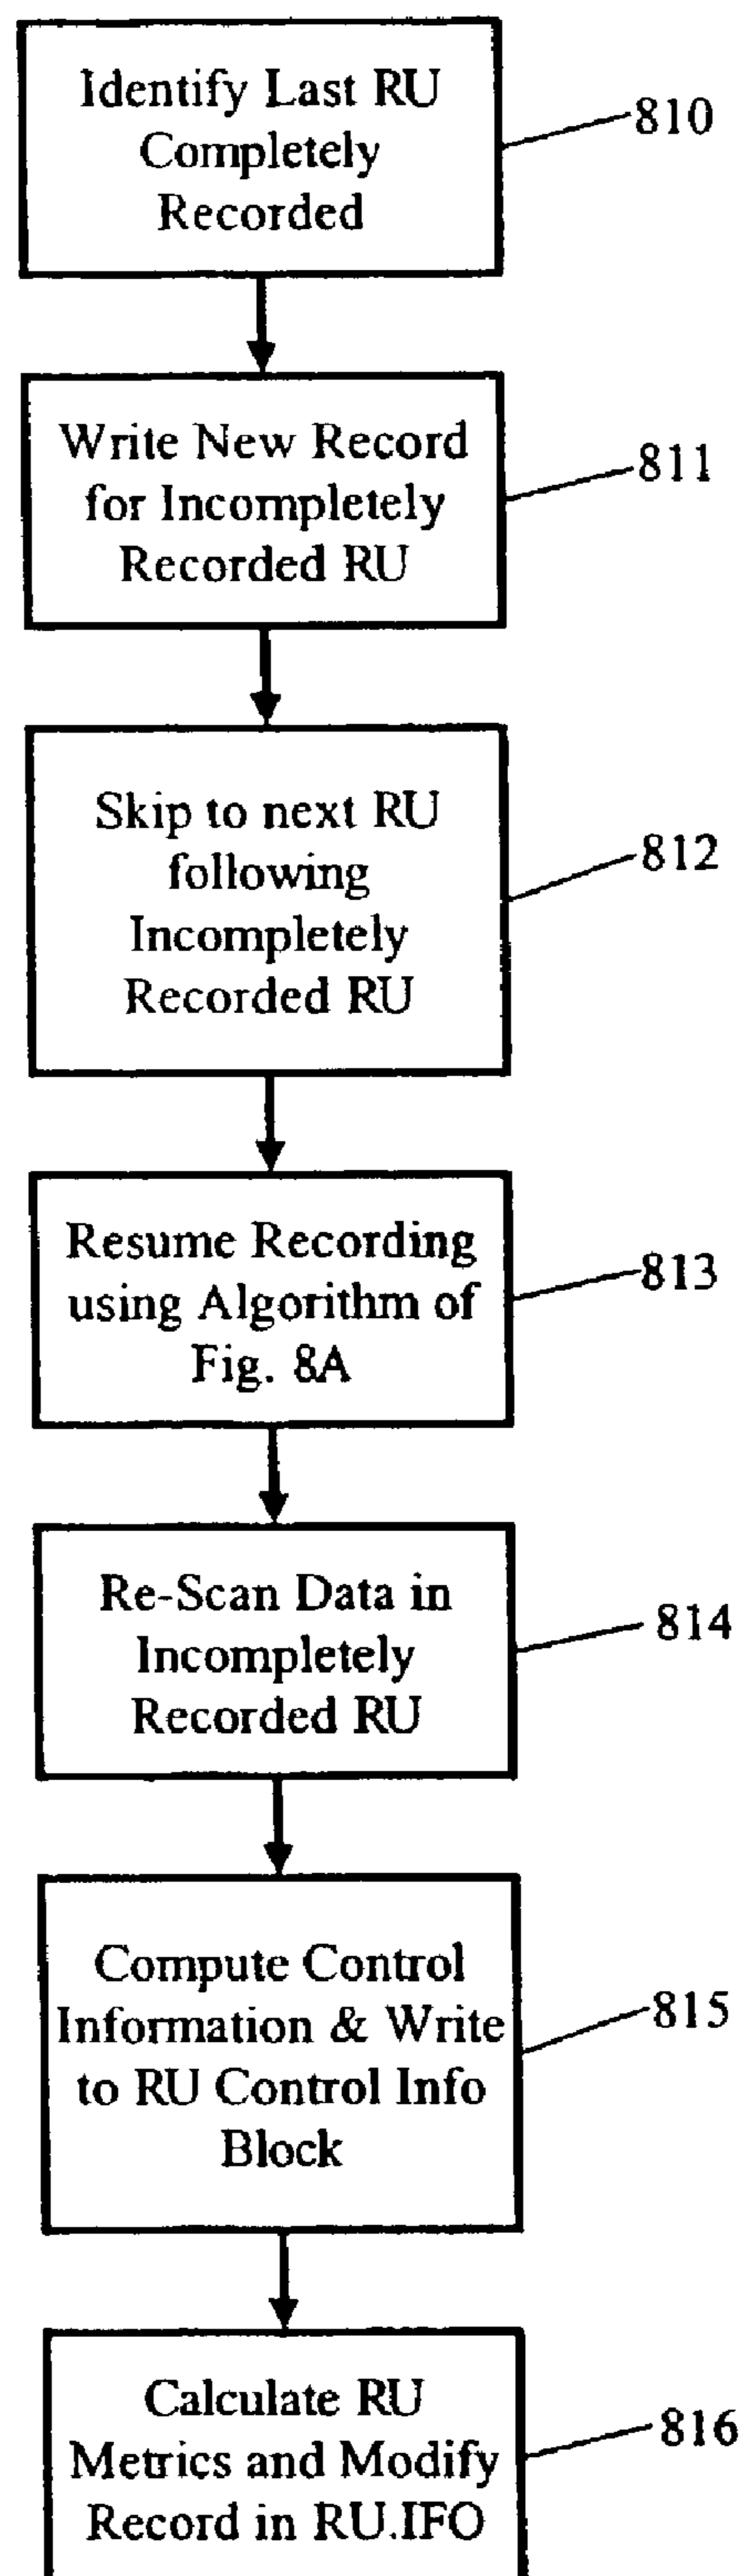 Identify Last RU
Completely
Recorded
810
Write New Record
for Incompletely
Recorded RU
811
Skip to next RU
following
Incompletely
Recorded RU
812
Resume Recording
using Algorithm of
Fig. 8A
813
Re-Scan Data in
Incompletely
Recorded RU
814
Compute Control
Information & Write
to RU Control Info
Block
815
Calculate RU
Metrics and Modify
Record in RU.IFO
816